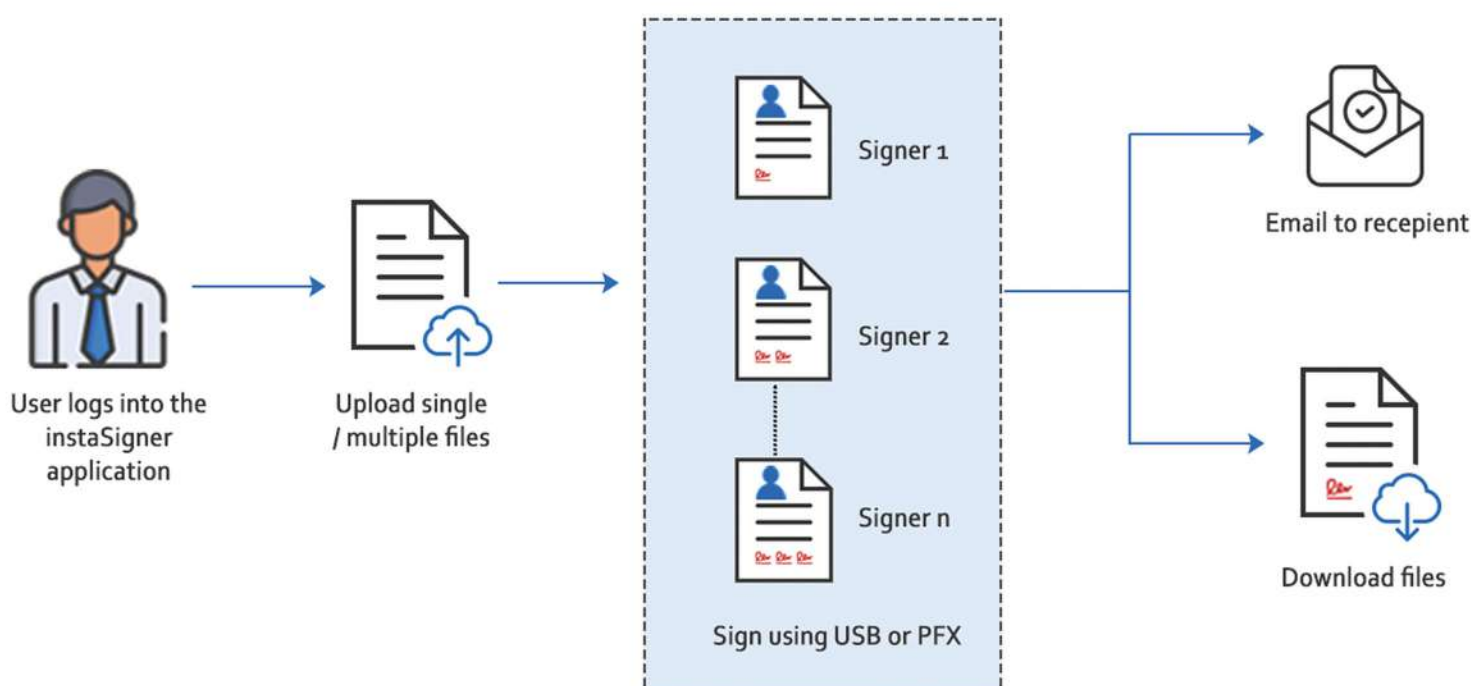 User logs into the
instaSigner
application
Upload single
/ multiple files
Signer 1
Signer 2
Signer n
Sign using USB or PFX
Email to recepient
Download files